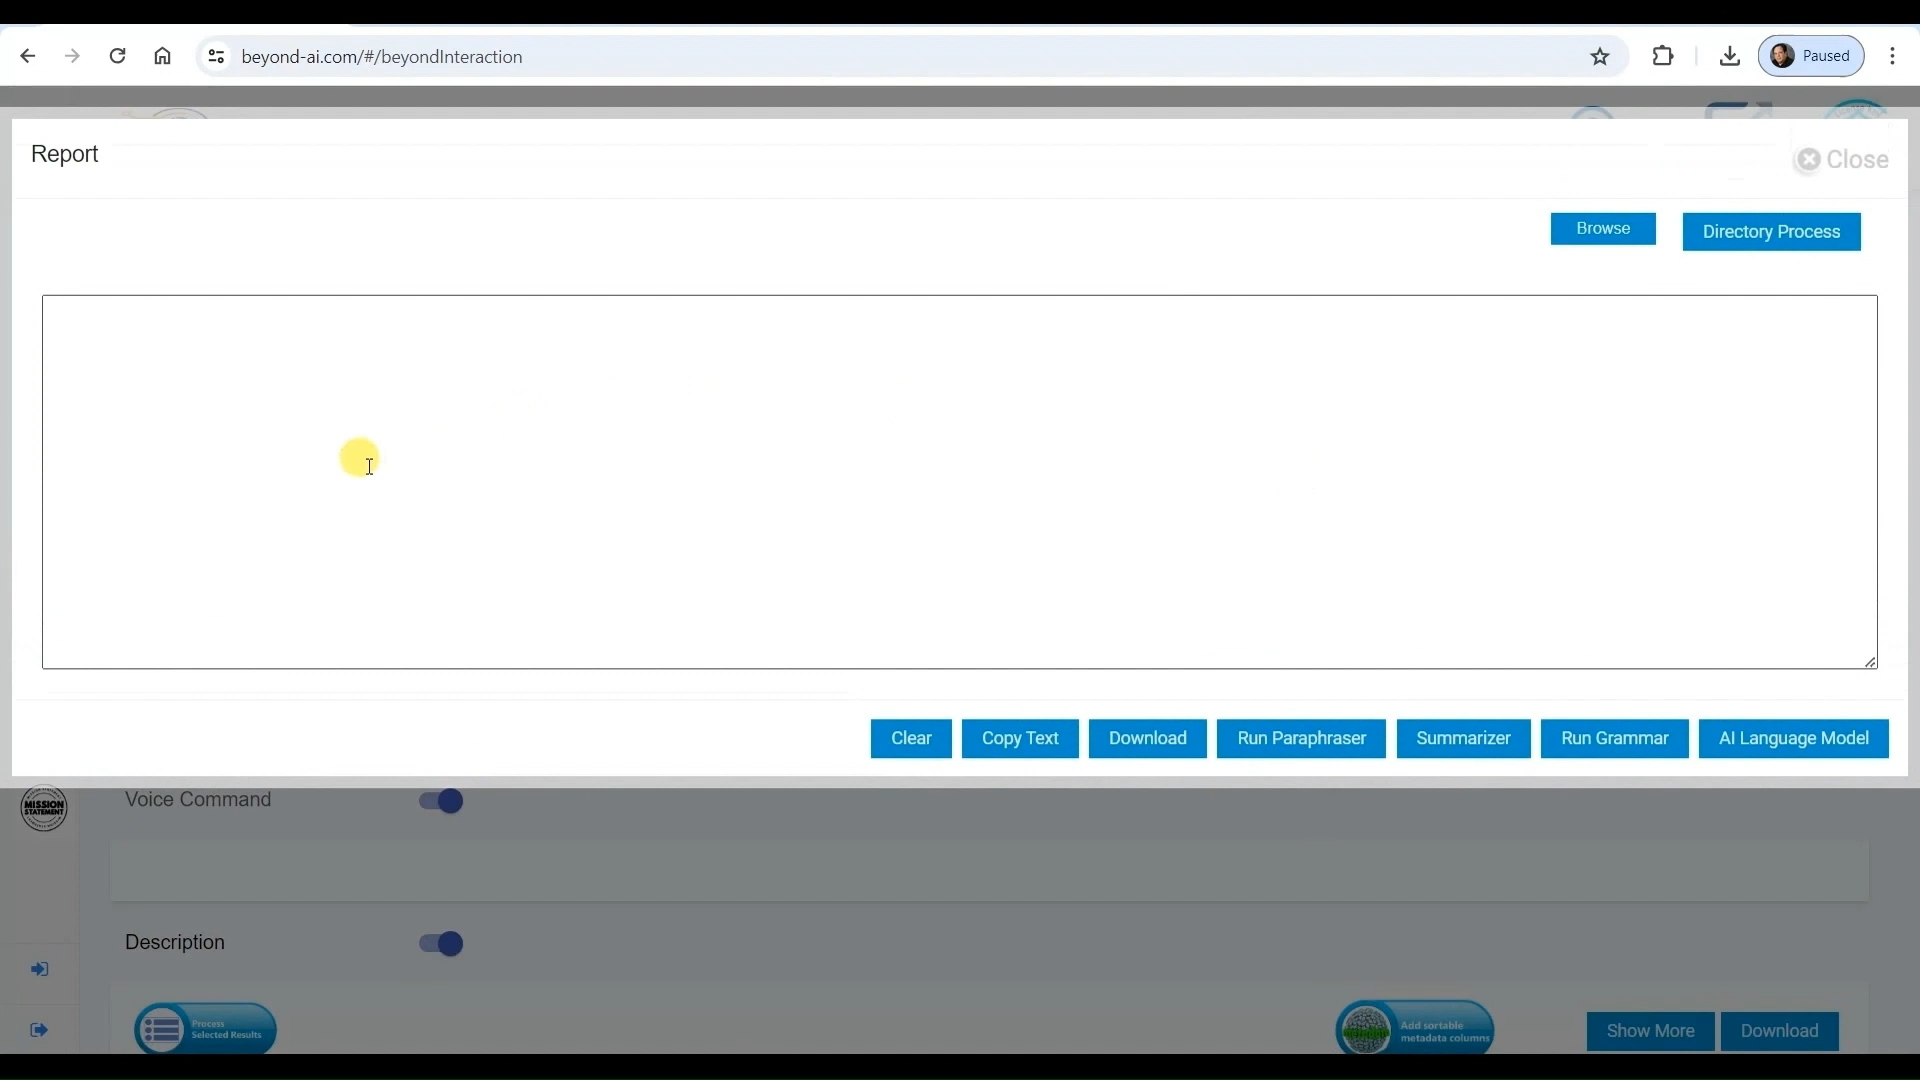 beyond-ai.com/#/beyondInteraction
Paused
Report
Close
Browse
Directory Process
Clear
Copy Text
Download
Run Paraphraser
Summarizer
Run Grammar
AI Language Model
MISSION
STATEMENT
Voice Command
Description
Process
Selected Results
Add sortable
metadata columns
Show More
Download